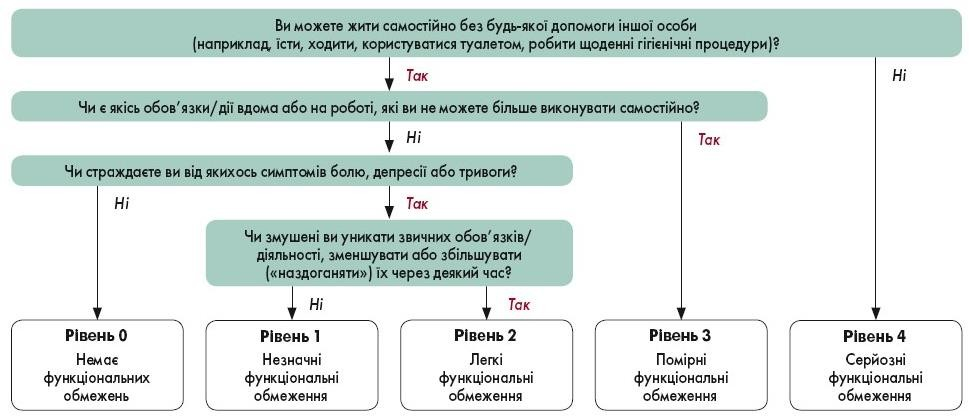 Ви можете жити самостійно без будь-якої допомоги іншої особи
(наприклад, їсти, ходити, користуватися туалетом, робити щоденні гігієнічні процедури)?
Так
Ні
Чи є якісь обов’язки/дії вдома або на роботі, які ви не можете більше виконувати самостійно?
Ні
Так
Чи страждаєте ви від якихось симптомів болю, депресії або тривоги?
Ні
Так
Чи змушені ви уникати звичних обов’язків/
діяльності, зменшувати або збільшувати
(«наздоганяти») їх через деякий час?
Ні
Так
Рівень 0
Немає
функціональних
обмежень
Рівень 1
Незначні
функціональні
обмеження
Рівень 2
Легкі
функціональні
обмеження
Рівень 3
Помірні
функціональні
обмеження
Рівень 4
Серйозні
функціональні
обмеження